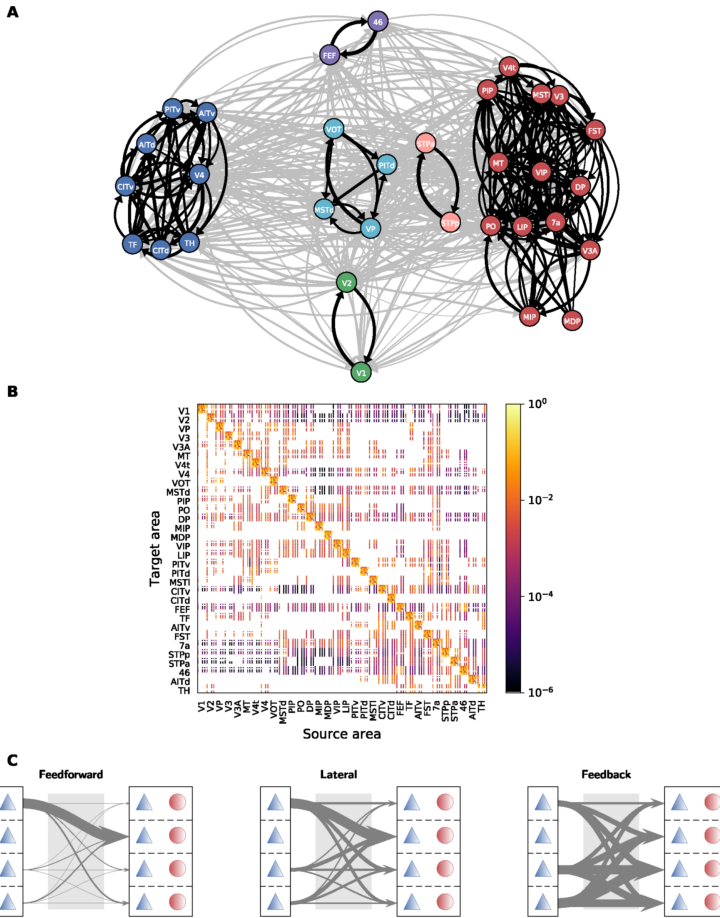 A
46
FEF
V4t
PIP
MSTl
V3
PITv
AITv
VOT
FST
AITd
STPa
PITd
MT
VIP
V4
CITv
DP
MSTd
STPp
VP
PO
LIP
7a
TF
CITd
TH
V3A
V2
MIP
MDP
V1
B
V1
V2
VP
V3
V3A
MT
V4t
V4
VOT
MSTd
PIP
PO
DP
MIP
MDP
VIP
LIP
PITv
PITd
MSTl
CITv
CITd
FEF
TF
AITv
FST
7a
STPp
STPa
46
AITd
TH
Target area
V1 V2 VP V3 V3A MT V4t V4 VOT MSTd PIP PO DP MIP MDP VIP LIP PITv PITd MSTl CITv CITd FEF TF AITv FST 7a STPp STPa 46 AITd TH
Source area
10⁰
10⁻²
10⁻⁴
10⁻⁶
C
Feedforward
Lateral
Feedback